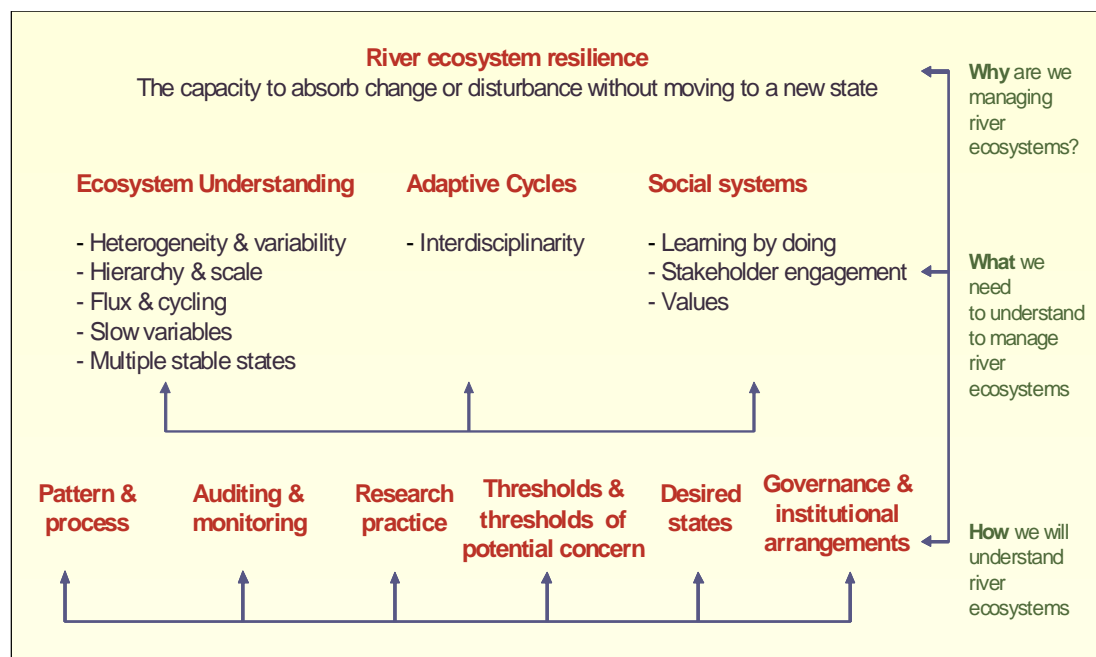 River ecosystem resilience
The capacity to absorb change or disturbance without moving to a new state
Why are we
managing
river
ecosystems?
Ecosystem Understanding
- Heterogeneity & variability
- Hierarchy & scale
- Flux & cycling
- Slow variables
- Multiple stable states
Adaptive Cycles
- Interdisciplinarity
Social systems
- Learning by doing
- Stakeholder engagement
- Values
What we
need
to understand
to manage
river
ecosystems
Pattern &
process
Auditing &
monitoring
Research
practice
Thresholds &
thresholds of
potential concern
Desired
states
Governance &
institutional
arrangements
How we will
understand
river
ecosystems